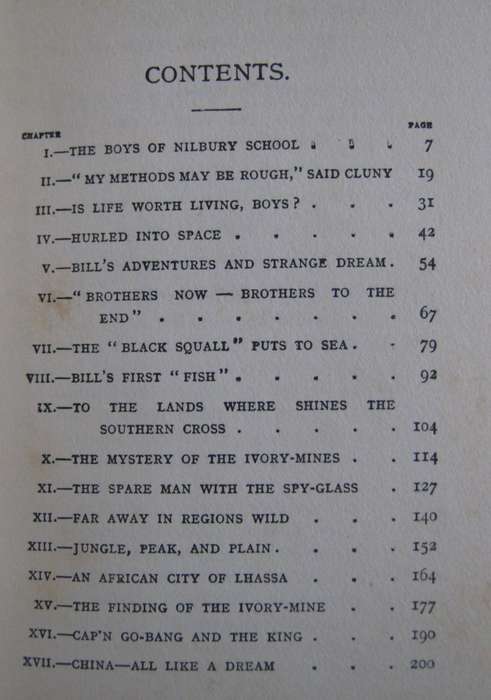 CONTENTS.
CHAPTER PAGE
I.—THE BOYS OF NILBURY SCHOOL . . . 7
II.—"MY METHODS MAY BE ROUGH," SAID CLUNY 19
III.—IS LIFE WORTH LIVING, BOYS? . . . 31
IV.—HURLED INTO SPACE . . . . . 42
V.—BILL'S ADVENTURES AND STRANGE DREAM . 54
VI.—"BROTHERS NOW — BROTHERS TO THE
END" . . . . . . . 67
VII.—THE "BLACK SQUALL" PUTS TO SEA . . 79
VIII.—BILL'S FIRST "FISH" . . . . . 92
IX.—TO THE LANDS WHERE SHINES THE
SOUTHERN CROSS . . . . . 104
X.—THE MYSTERY OF THE IVORY-MINES . . 114
XI.—THE SPARE MAN WITH THE SPY-GLASS . 127
XII.—FAR AWAY IN REGIONS WILD . . . 140
XIII.—JUNGLE, PEAK, AND PLAIN . . . . 152
XIV.—AN AFRICAN CITY OF LHASSA . . . 164
XV.—THE FINDING OF THE IVORY-MINE . . 177
XVI.—CAP'N GO-BANG AND THE KING . . . 190
XVII.—CHINA—ALL LIKE A DREAM . . . 200